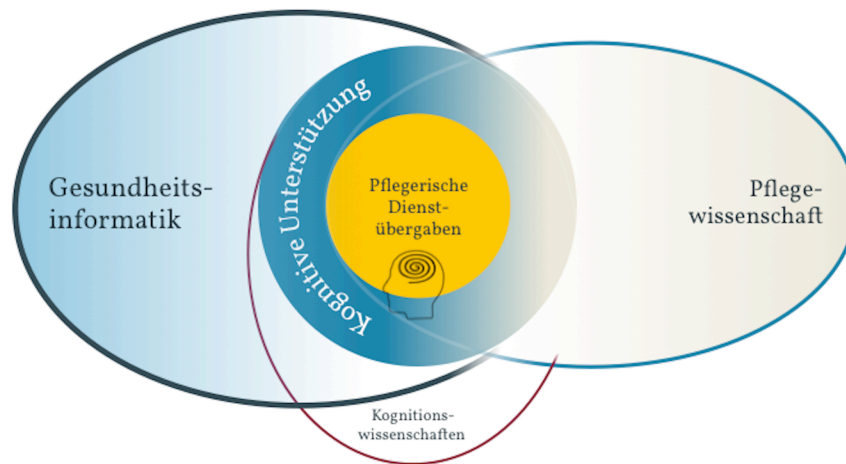 Gesundheits-
informatik
Kognitive Unterstützung
Pflegerische
Dienst-
übergaben
Pflege-
wissenschaft
Kognitions-
wissenschaften